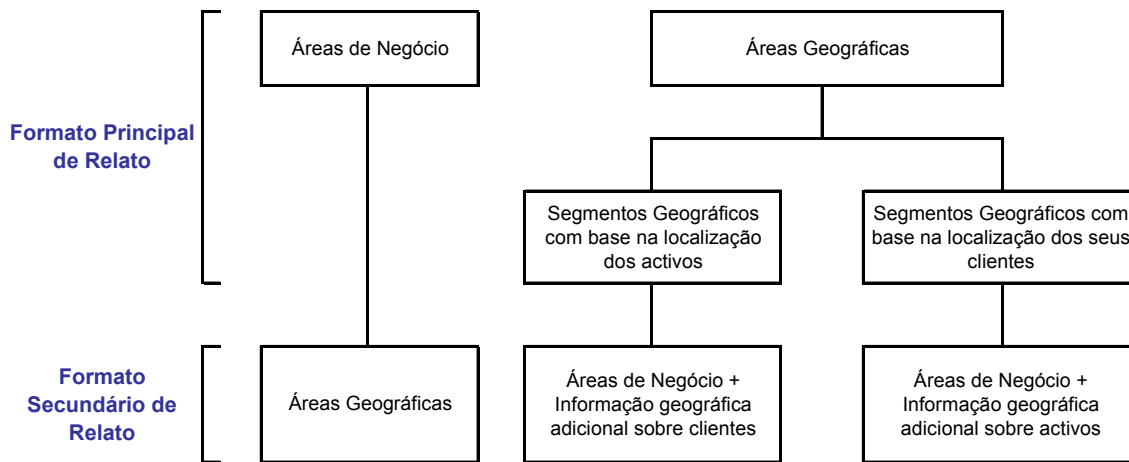 Áreas de Negócio
Áreas Geográficas
Formato Principal
de Relato
Segmentos Geográficos
com base na localização
dos activos
Segmentos Geográficos com
base na localização dos seus
clientes
Formato
Secundário de
Relato
Áreas Geográficas
Áreas de Negócio +
Informação geográfica
adicional sobre clientes
Áreas de Negócio +
Informação geográfica
adicional sobre activos